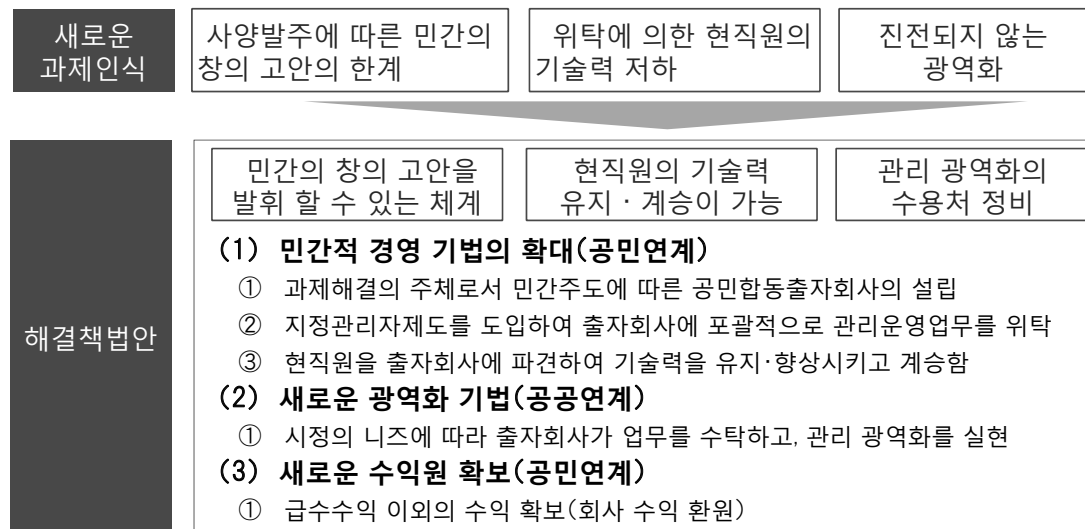 새로운
과제인식
사양발주에 따른 민간의
창의 고안의 한계
위탁에 의한 현직원의
기술력 저하
진전되지 않는
광역화
해결책법안
민간의 창의 고안을
발휘 할 수 있는 체계
현직원의 기술력
유지 · 계승이 가능
관리 광역화의
수용처 정비
(1) 민간적 경영 기법의 확대(공민연계)
① 과제해결의 주체로서 민간주도에 따른 공민합동출자회사의 설립
② 지정관리자제도를 도입하여 출자회사에 포괄적으로 관리운영업무를 위탁
③ 현직원을 출자회사에 파견하여 기술력을 유지·향상시키고 계승함
(2) 새로운 광역화 기법(공공연계)
① 시정의 니즈에 따라 출자회사가 업무를 수탁하고, 관리 광역화를 실현
(3) 새로운 수익원 확보(공민연계)
① 급수수익 이외의 수익 확보(회사 수익 환원)